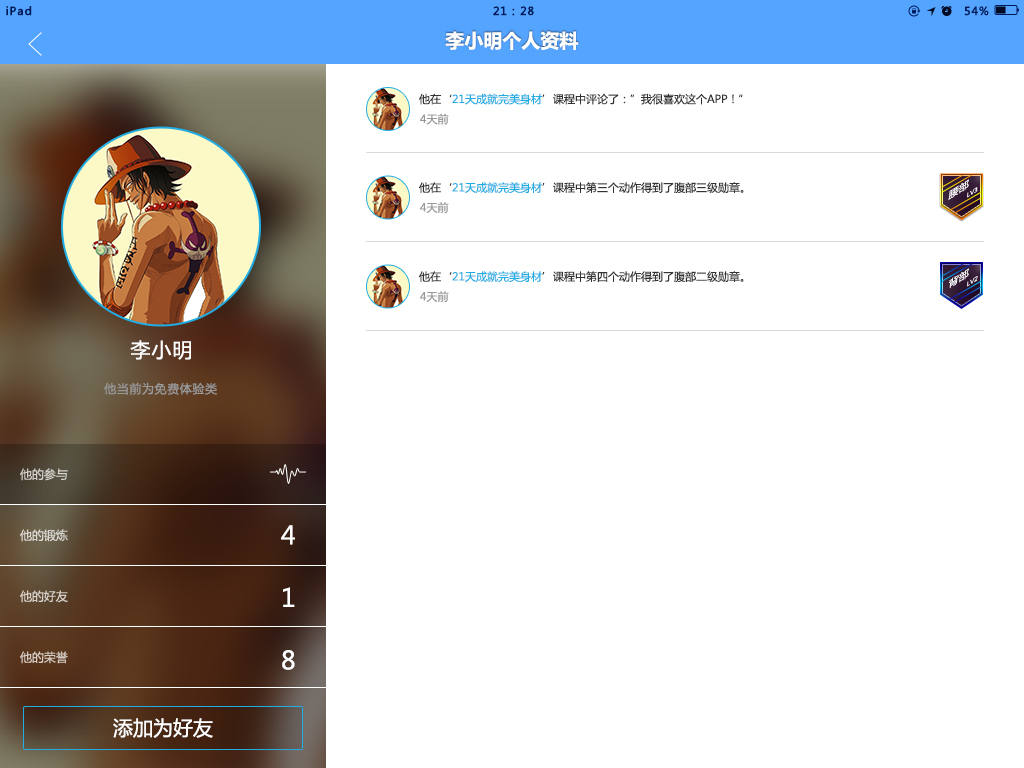 iPad
21：28
54%
李小明个人资料
李小明
他当前为免费体验类
他的参与
他的锻炼
4
他的好友
1
他的荣誉
8
添加为好友
他在‘21天成就完美身材’课程中评论了：”我很喜欢这个APP！”
4天前
他在‘21天成就完美身材’课程中第三个动作得到了腹部三级勋章。
4天前
腰部
LV3
他在‘21天成就完美身材’课程中第四个动作得到了腹部二级勋章。
4天前
背部
LV2